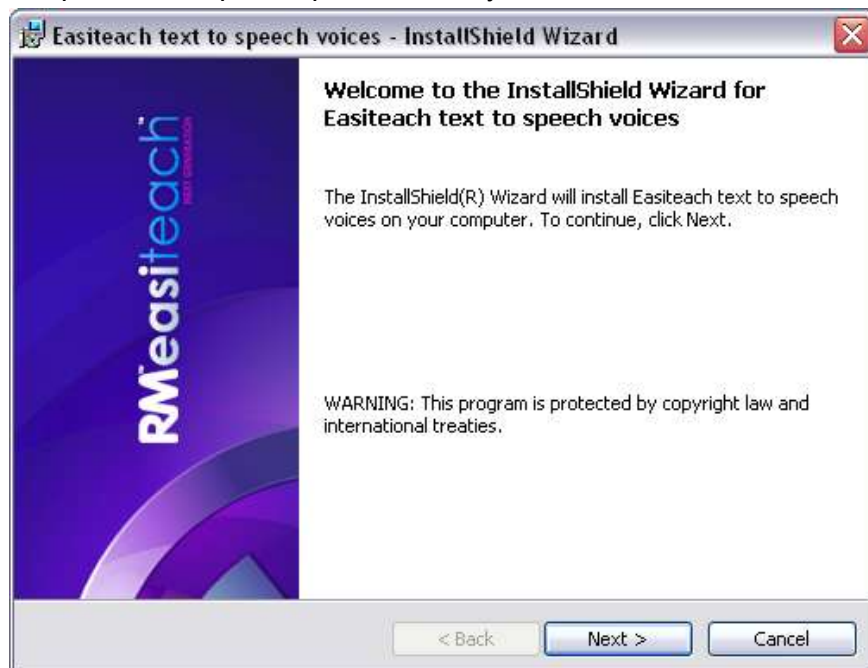 Easiteach text to speech voices - InstallShield Wizard
Welcome to the InstallShield Wizard for
Easiteach text to speech voices
The InstallShield(R) Wizard will install Easiteach text to speech
voices on your computer. To continue, click Next.
WARNING: This program is protected by copyright law and
international treaties.
RM easiteach
NEXT GENERATION
< Back
Next >
Cancel